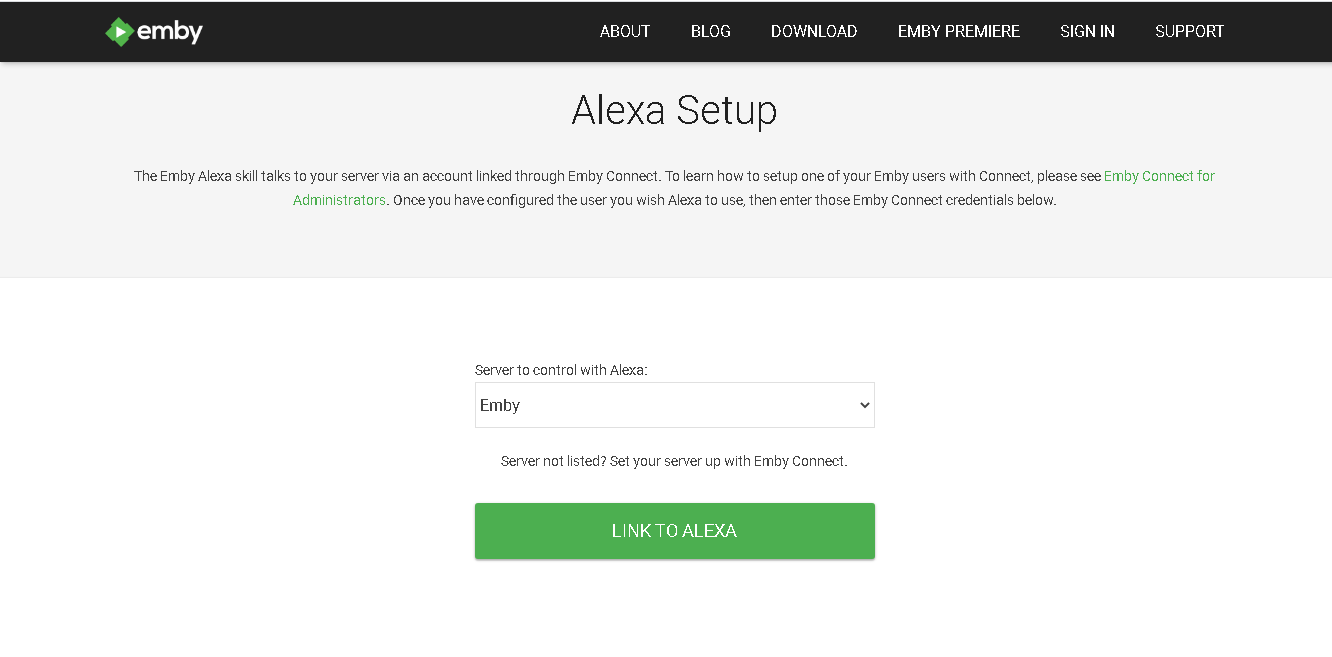 emby
ABOUT BLOG DOWNLOAD EMBY PREMIERE SIGN IN SUPPORT
Alexa Setup
The Emby Alexa skill talks to your server via an account linked through Emby Connect. To learn how to setup one of your Emby users with Connect, please see Emby Connect for
Administrators. Once you have configured the user you wish Alexa to use, then enter those Emby Connect credentials below.
Server to control with Alexa:
Emby
Server not listed? Set your server up with Emby Connect.
LINK TO ALEXA